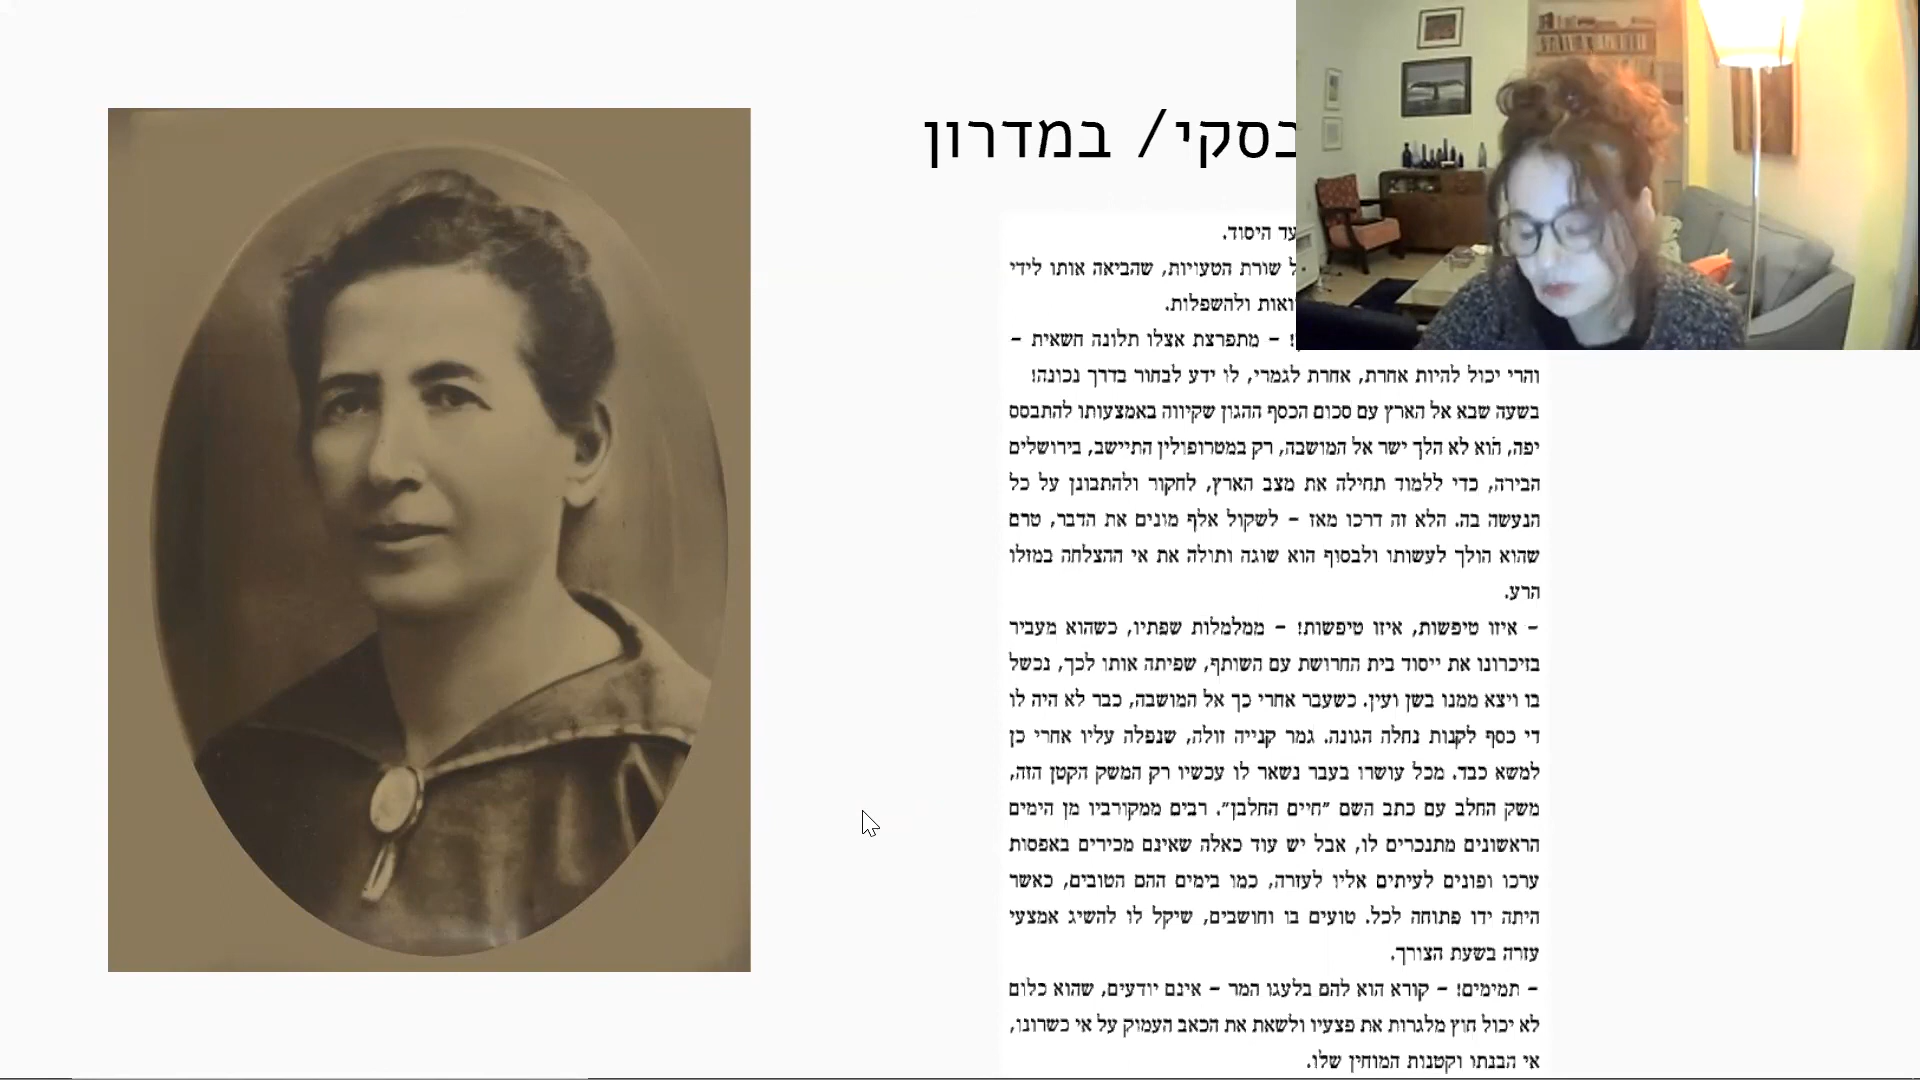 בסקי/ במדרון
עד היסוד.
שורת הטעויות, שהביאה אותו לידי
ולהשפלות.
– מתפרצת אצלו תלונה חשאית –
והרי יכול להיות אחרת, אחרת לגמרי, לו ידע לבחור בדרך נכונה!
בשעה שבא אל הארץ עם סכום הכסף ההגון שקיווה באמצעותו להתבסס
יפה, הוא לא הלך ישר אל המושבה, רק במטרופולין התיישב, בירושלים
הבירה, כדי ללמוד תחילה את מצב הארץ, לחקור ולהתבונן על כל
הנעשה בה. הלא זה דרכו מאז – לשקול אלף מונים את הדבר, טרם
שהוא הולך לעשותו ולבסוף הוא שוגה ותולה את אי ההצלחה במזלו
הרע.
– איזו טיפשות, איזו טיפשות! – ממלמלות שפתיו, כשהוא מעביר
בזיכרונו את ייסוד בית החרושת עם השותף, שפיתה אותו לכך, נכשל
בו ויצא ממנו בשן ועין. כשעבר אחרי כך אל המושבה, כבר לא היה לו
די כסף לקנות נחלה הגונה. גמר קנייה זולה, שנפלה עליו אחרי כן
למשא כבד. מכל עושרו בעבר נשאר לו עכשיו רק המשק הקטן הזה,
משק החלב עם כתב השם ״חיים החלבן״. רבים ממקורביו מן הימים
הראשונים מתנכרים לו, אבל יש עוד כאלה שאינם מכירים באפסות
ערכו ופונים לעיתים אליו לעזרה, כמו בימים ההם הטובים, כאשר
היתה ידו פתוחה לכל. טועים בו וחושבים, שיקל לו להשיג אמצעי
עזרה בשעת הצורך.
– תמימים! – קורא הוא להם בלעגו המר – אינם יודעים, שהוא כלום
לא יכול חוץ מלגרות את פצעיו ולשאת את הכאב העמוק על אי כשרונו,
אי הבנתו וקטנות המוחין שלו.